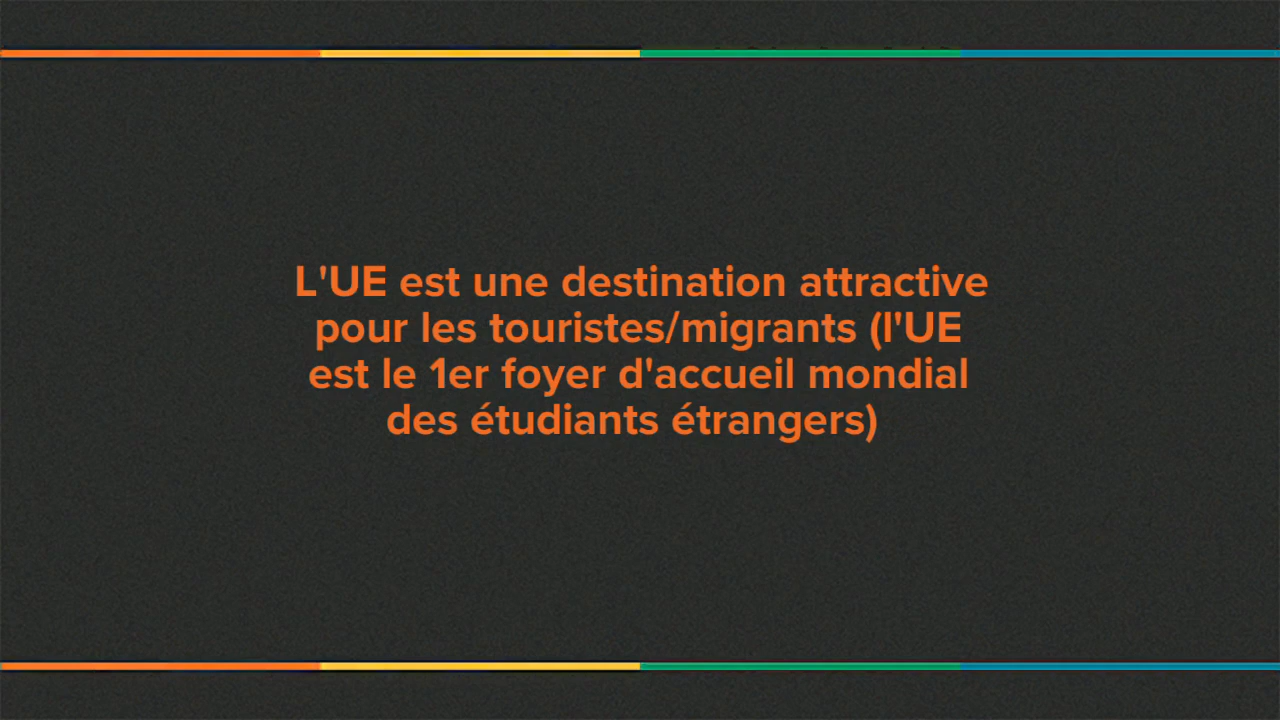 L'UE est une destination attractive
pour les touristes/migrants (l'UE
est le 1er foyer d'accueil mondial
des étudiants étrangers)